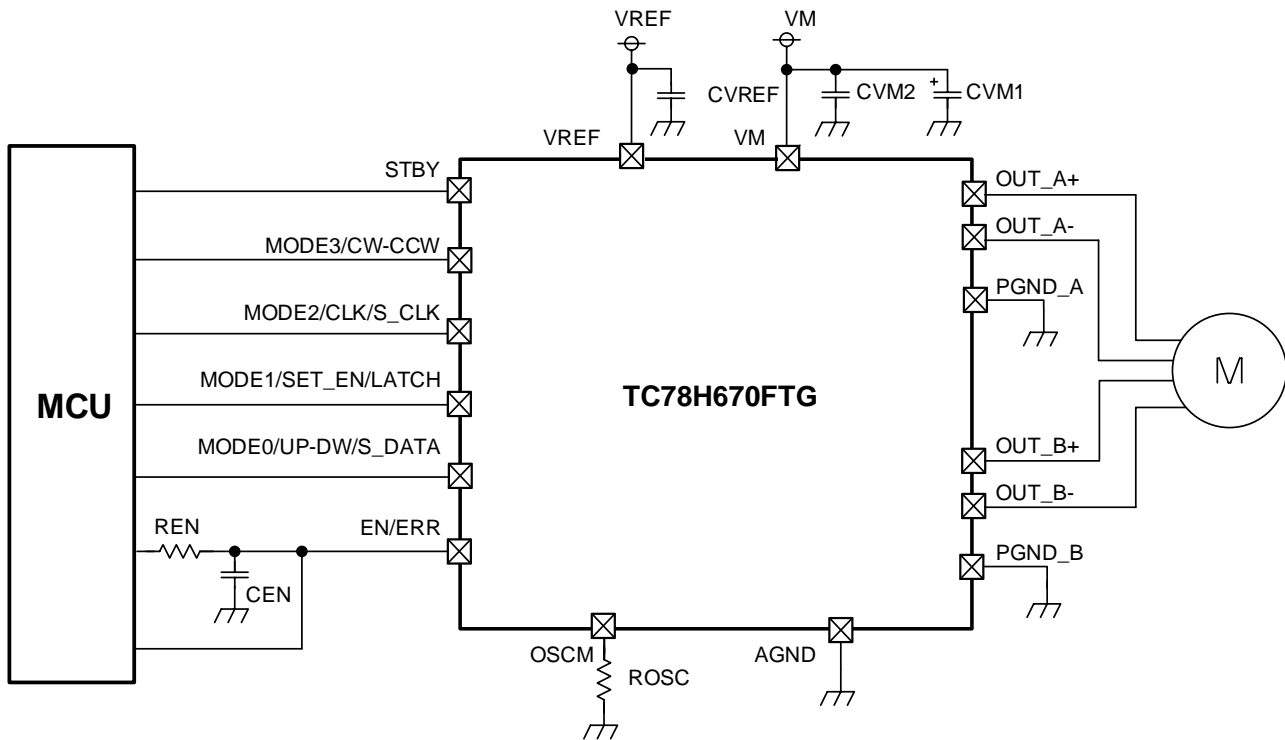 VREF
VM
CVREF
CVM2
+
CVM1
VREF
VM
STBY
OUT_A+
MODE3/CW-CCW
OUT_A-
MODE2/CLK/S_CLK
PGND_A
MODE1/SET_EN/LATCH
MCU
TC78H670FTG
M
MODE0/UP-DW/S_DATA
OUT_B+
OUT_B-
REN
EN/ERR
PGND_B
CEN
OSCM
ROSC
AGND